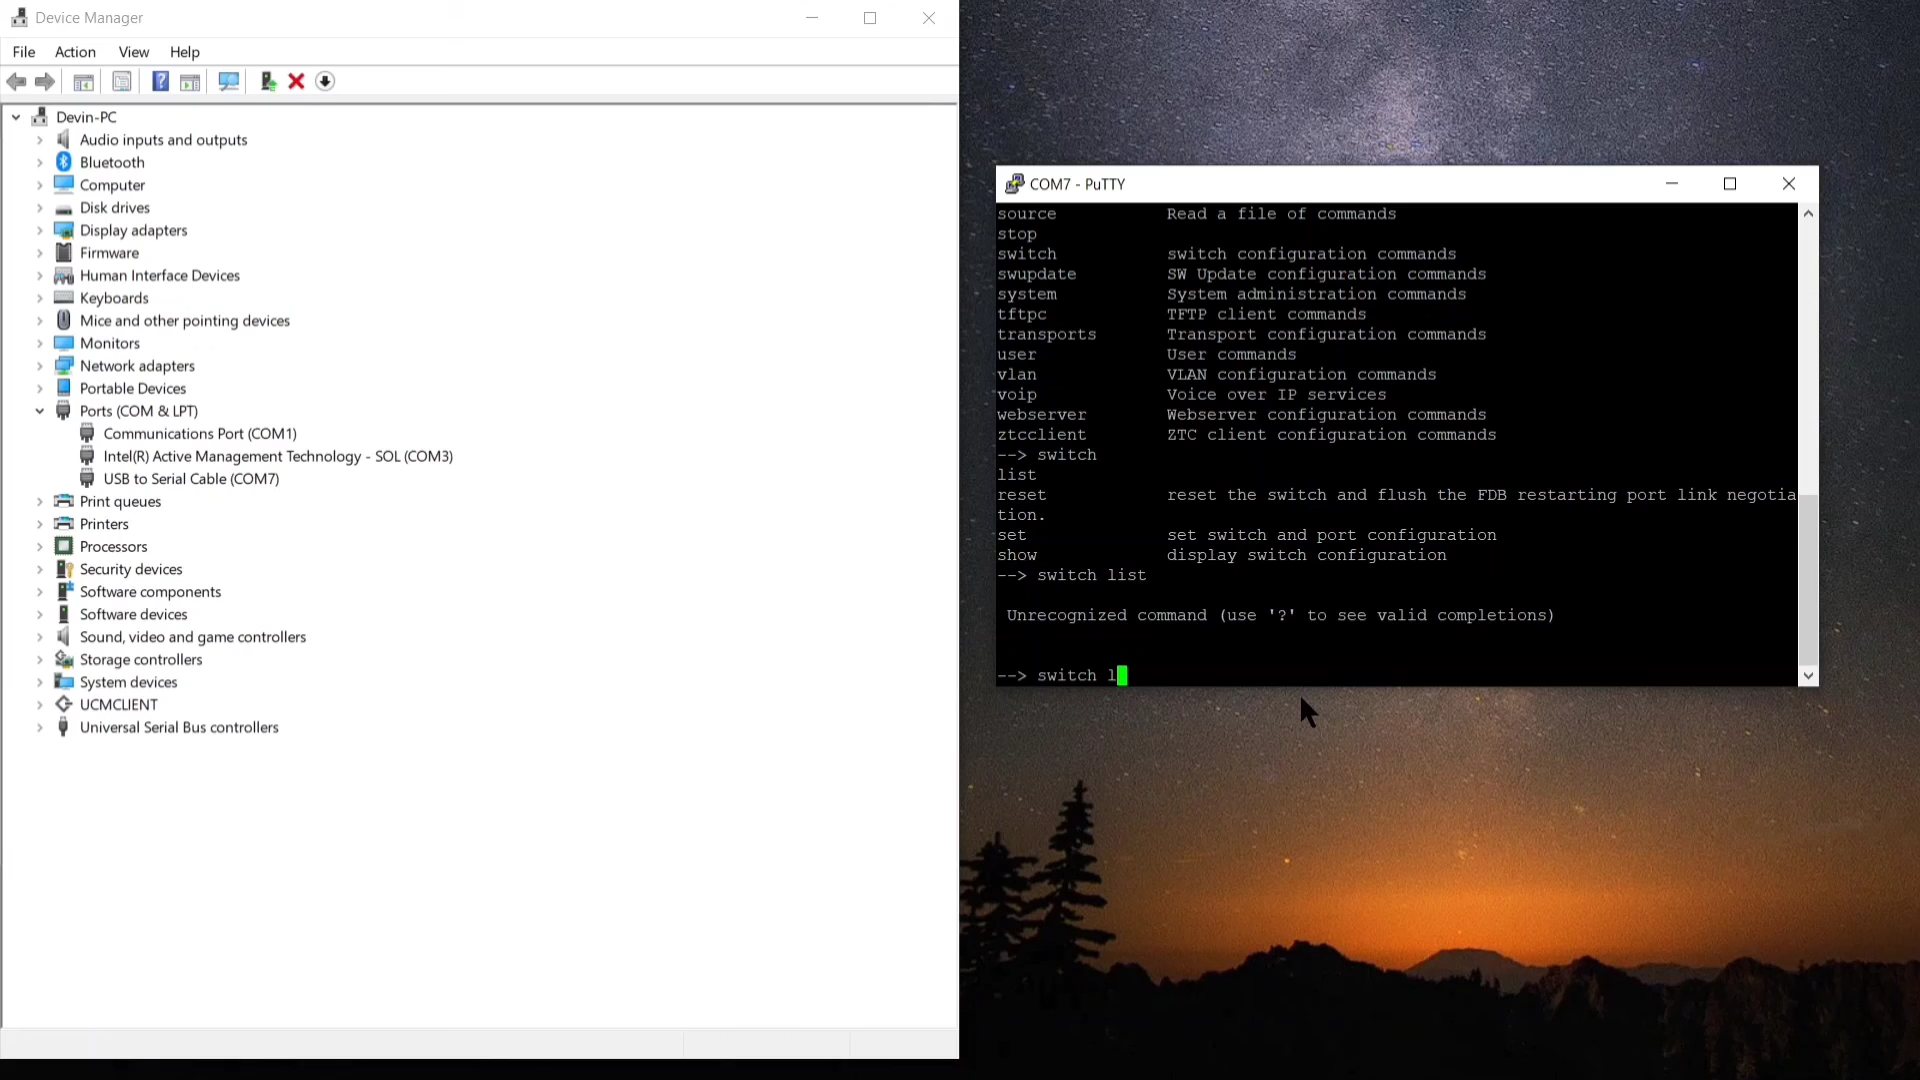 Device Manager
File Action View Help
Devin-PC
Audio inputs and outputs
Bluetooth
Computer
Disk drives
Display adapters
Firmware
Human Interface Devices
Keyboards
Mice and other pointing devices
Monitors
Network adapters
Portable Devices
Ports (COM & LPT)
Communications Port (COM1)
Intel(R) Active Management Technology - SOL (COM3)
USB to Serial Cable (COM7)
Print queues
Printers
Processors
Security devices
Software components
Software devices
Sound, video and game controllers
Storage controllers
System devices
UCMCLIENT
Universal Serial Bus controllers
COM7 - PuTTY
source Read a file of commands
stop
switch switch configuration commands
swupdate SW Update configuration commands
system System administration commands
tftpc TFTP client commands
transports Transport configuration commands
user User commands
vlan VLAN configuration commands
voip Voice over IP services
webserver Webserver configuration commands
ztcclient ZTC client configuration commands
--> switch
list
reset reset the switch and flush the FDB restarting port link negotia
tion.
set set switch and port configuration
show display switch configuration
--> switch list
Unrecognized command (use '?' to see valid completions)
--> switch l